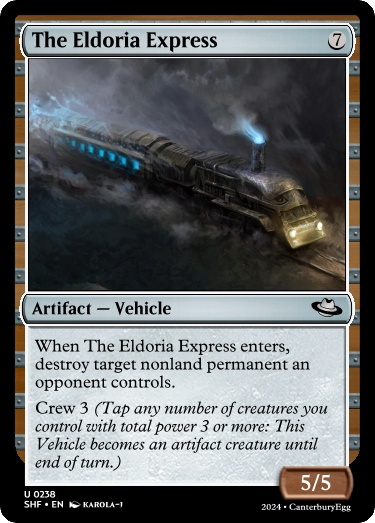 The Eldoria Express 7
Artifact — Vehicle
When The Eldoria Express enters,
destroy target nonland permanent an
opponent controls.
Crew 3 (Tap any number of creatures you
control with total power 3 or more: This
Vehicle becomes an artifact creature until
end of turn.)
5/5
U 0238
SHF • EN KAROLA-J
2024 • CanterburyEgg